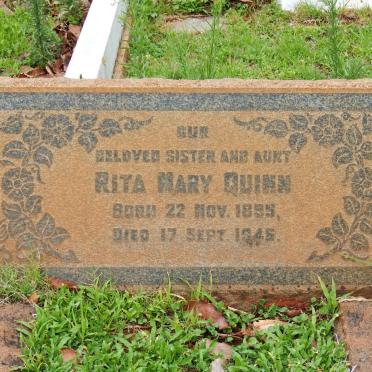 OUR
BELOVED SISTER AND AUNT
RITA MARY QUINN
BORN 22 NOV. 1895,
DIED 17 SEPT. 1945.